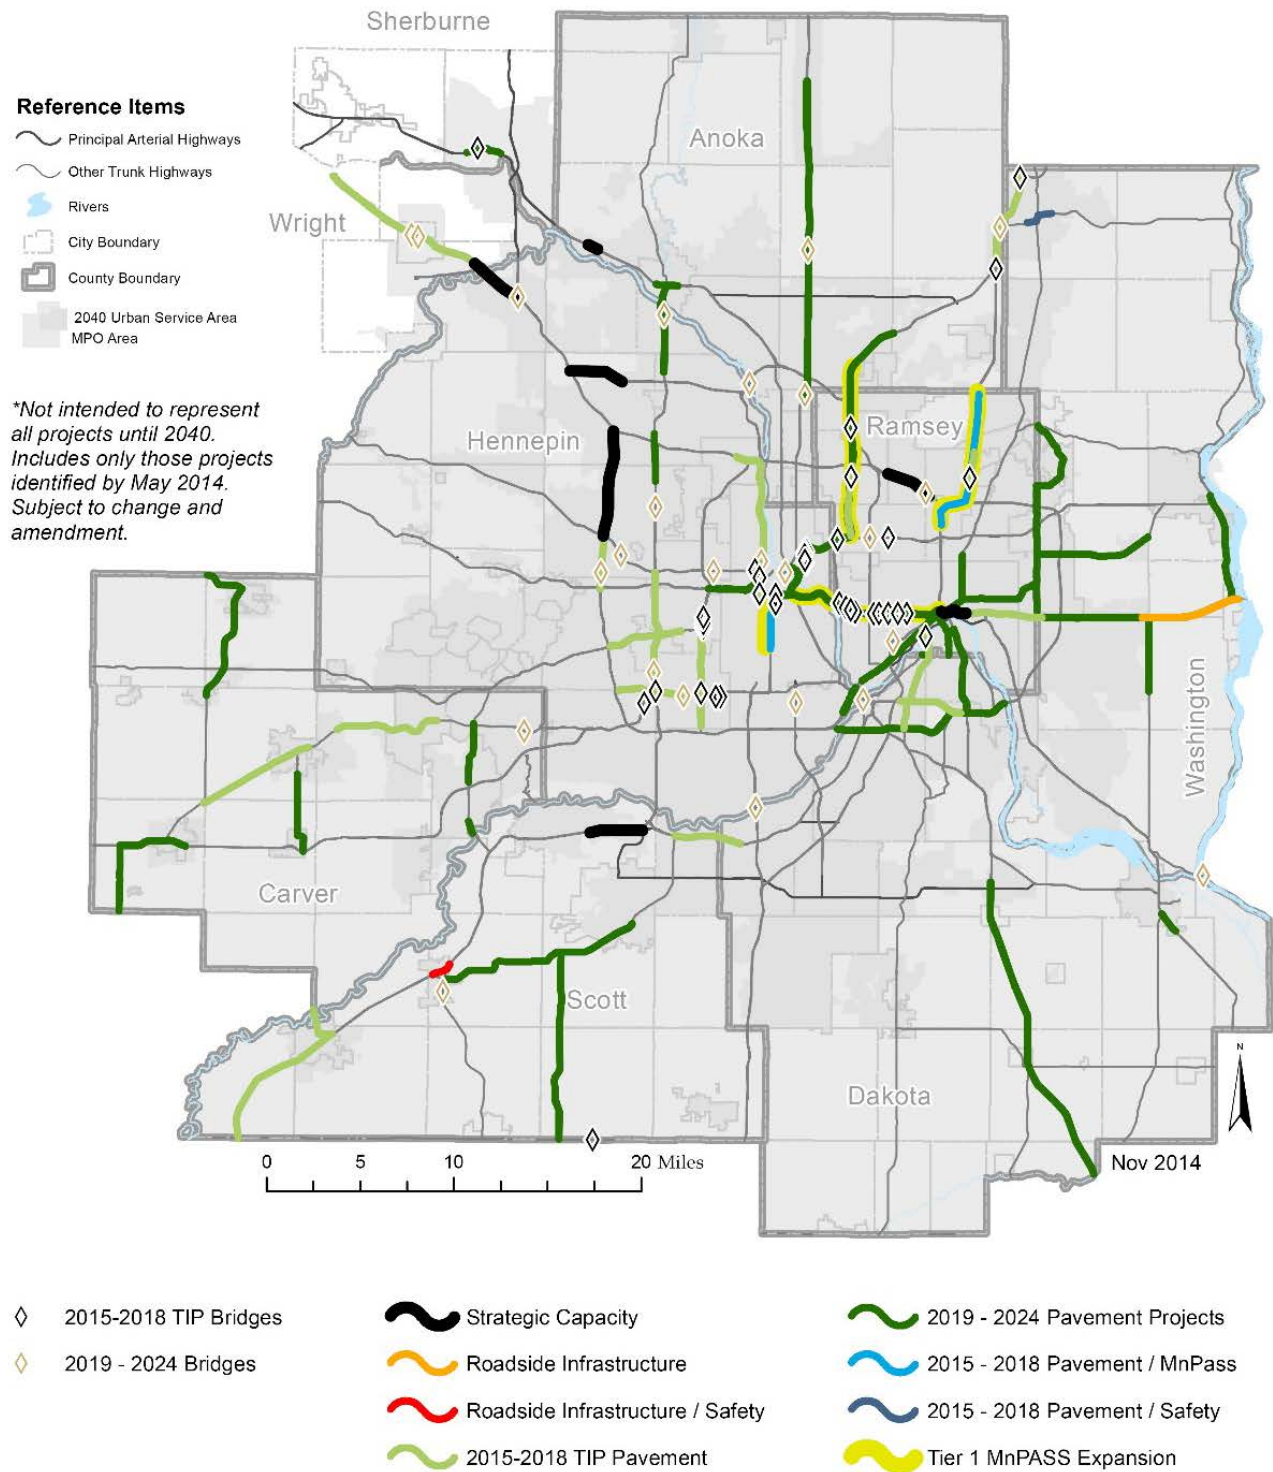 Sherburne
Reference Items
Principal Arterial Highways
Other Trunk Highways
Rivers
City Boundary
County Boundary
2040 Urban Service Area
MPO Area
*Not intended to represent
all projects until 2040.
Includes only those projects
identified by May 2014.
Subject to change and
amendment.
Anoka
Wright
Hennepin
Ramsey
Washington
Carver
Scott
Dakota
N
0 5 10 20 Miles
Nov 2014
2015-2018 TIP Bridges
2019 - 2024 Bridges
Strategic Capacity
Roadside Infrastructure
Roadside Infrastructure / Safety
2015-2018 TIP Pavement
2019 - 2024 Pavement Projects
2015 - 2018 Pavement / MnPass
2015 - 2018 Pavement / Safety
Tier 1 MnPASS Expansion